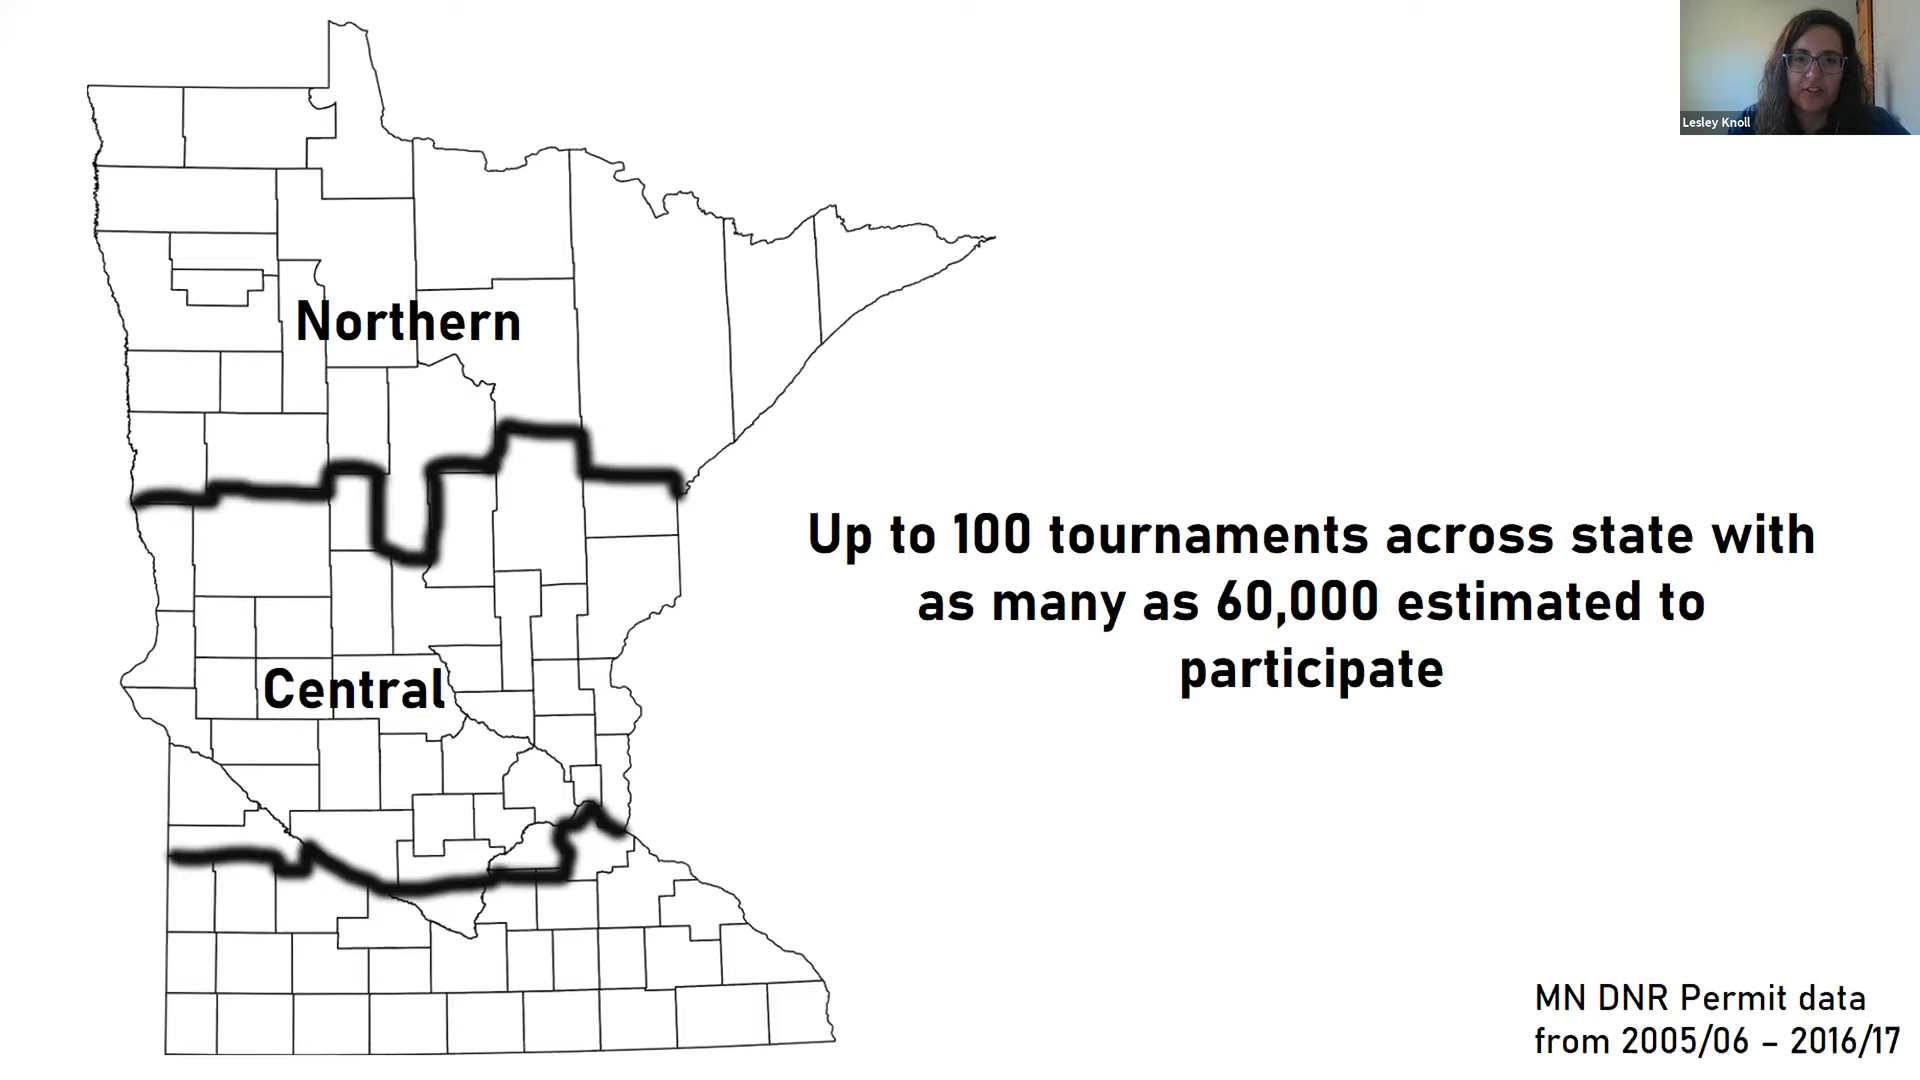 Lesley Knoll
Northern
Up to 100 tournaments across state with
as many as 60,000 estimated to
participate
Central
MN DNR Permit data
from 2005/06 – 2016/17